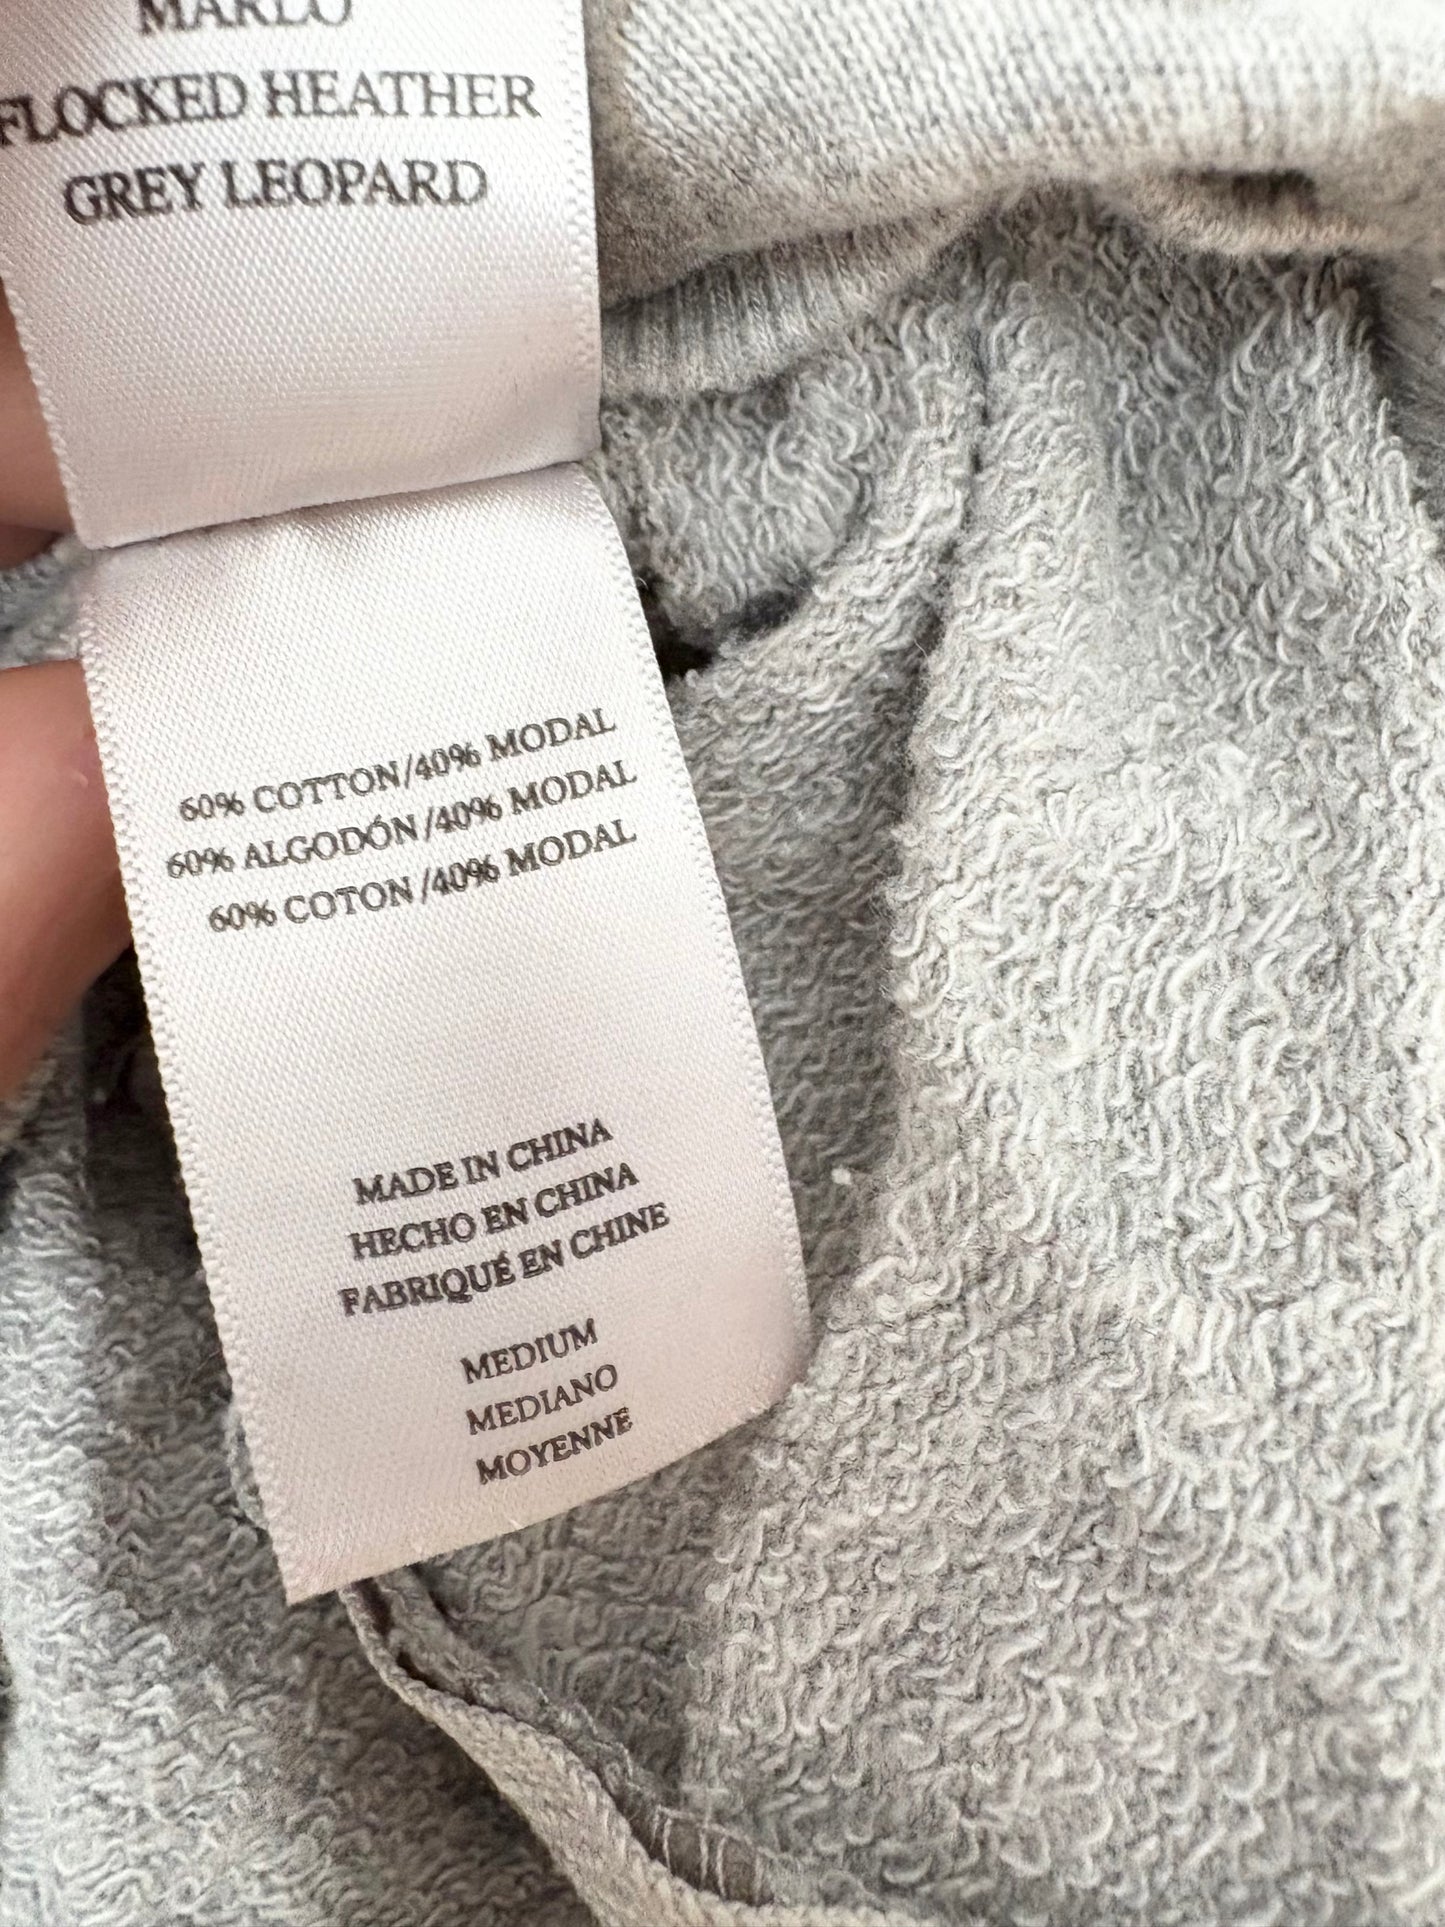 MARLO
FLOCKED HEATHER
GREY LEOPARD
60% COTTON/40% MODAL
60% ALGODÓN/40% MODAL
60% COTON/40% MODAL
MADE IN CHINA
HECHO EN CHINA
FABRIQUÉ EN CHINE
MEDIUM
MEDIANO
MOYENNE